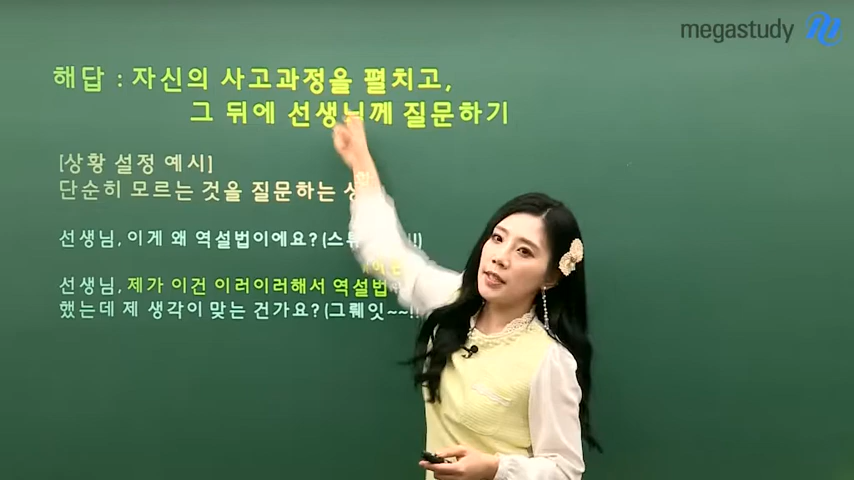 megastudy
해답 : 자신의 사고과정을 펼치고,
그 뒤에 선생님께 질문하기
[상황 설정 예시]
단순히 모르는 것을 질문하는
선생님, 이게 왜 역설법이에요?
선생님, 제가 이건 이러이러해서 역설법
했는데 제 생각이 맞는 건가요? (그뤠잇~~!!